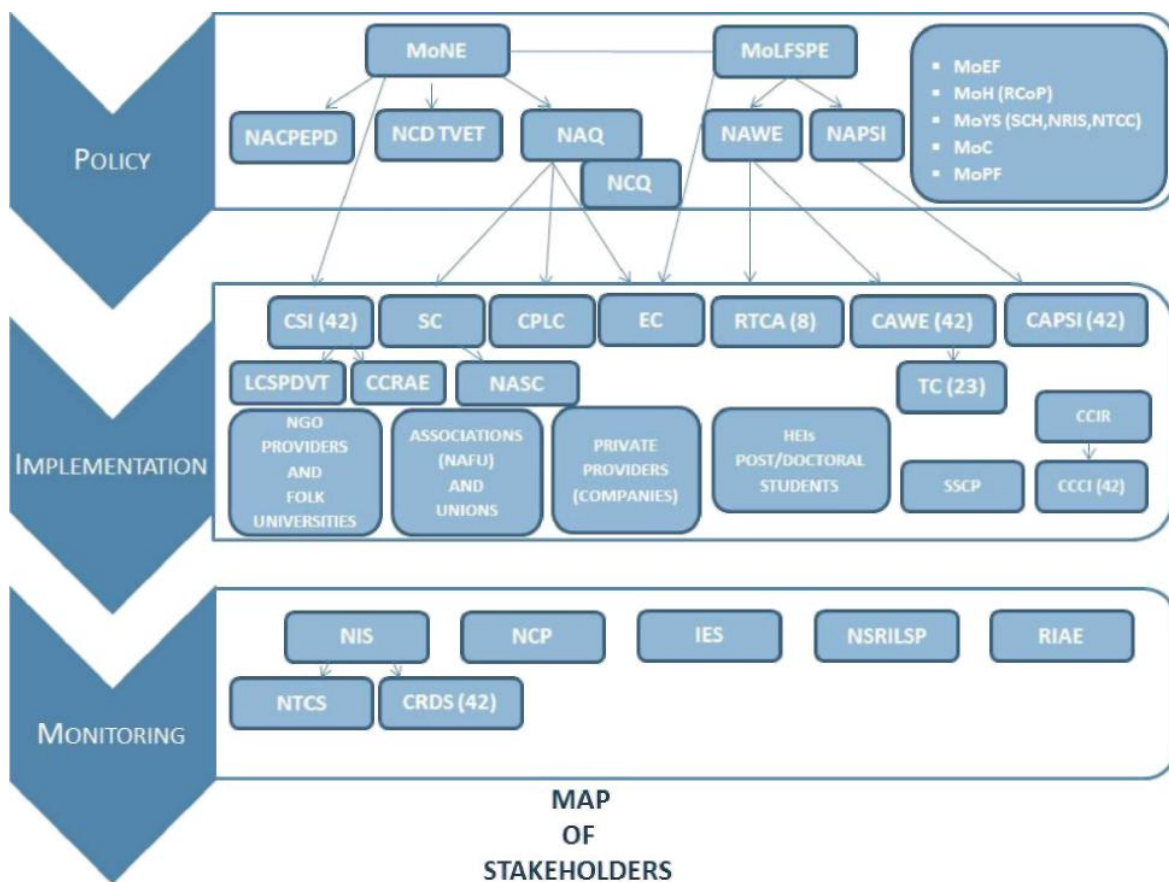 MoNE
MoLFSPE
▪ MoEF
▪ MoH (RCoP)
▪ MoYS (SCH,NRIS,NTCC)
▪ MoC
▪ MoPF
NACPEPD
NCD TVET
NAQ
NAWE
NAPSI
NCQ
POLICY
CSI (42)
SC
CPLC
EC
RTCA (8)
CAWE (42)
CAPSI (42)
LCSPDVT
CCRAE
NASC
TC (23)
CCIR
IMPLEMENTATION
NGO
PROVIDERS
AND
FOLK
UNIVERSITIES
ASSOCIATIONS
(NAFU)
AND
UNIONS
PRIVATE
PROVIDERS
(COMPANIES)
HEIs
POST/DOCTORAL
STUDENTS
SSCP
CCCI (42)
NIS
NCP
IES
NSRILSP
RIAE
NTCS
CRDS (42)
MONITORING
MAP
OF
STAKEHOLDERS